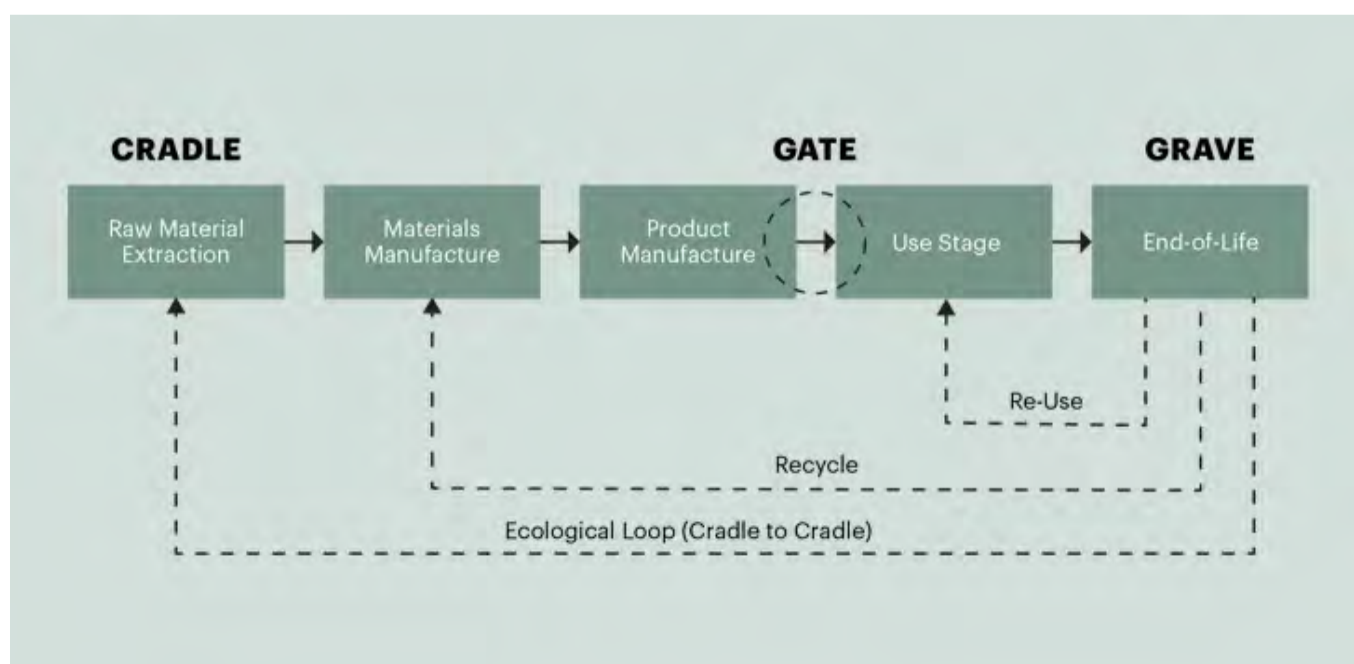 CRADLE
GATE
GRAVE
Raw Material
Extraction
Materials
Manufacture
Product
Manufacture
Use Stage
End-of-Life
Re-Use
Recycle
Ecological Loop (Cradle to Cradle)